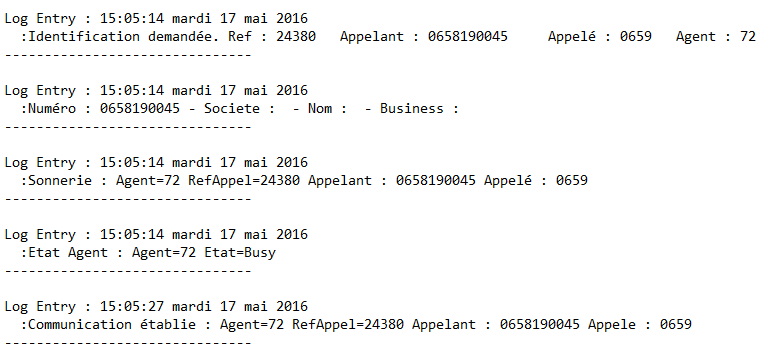 Log Entry : 15:05:14 mardi 17 mai 2016
  :Identification demandée. Ref : 24380   Appelant : 0658190045     Appelé : 0659   Agent : 72
-------------------------------
Log Entry : 15:05:14 mardi 17 mai 2016
  :Numéro : 0658190045 - Societe :  - Nom :  - Business :
-------------------------------
Log Entry : 15:05:14 mardi 17 mai 2016
  :Sonnerie : Agent=72 RefAppel=24380 Appelant : 0658190045 Appelé : 0659
-------------------------------
Log Entry : 15:05:14 mardi 17 mai 2016
  :Etat Agent : Agent=72 Etat=Busy
-------------------------------
Log Entry : 15:05:27 mardi 17 mai 2016
  :Communication établie : Agent=72 RefAppel=24380 Appelant : 0658190045 Appele : 0659
-------------------------------